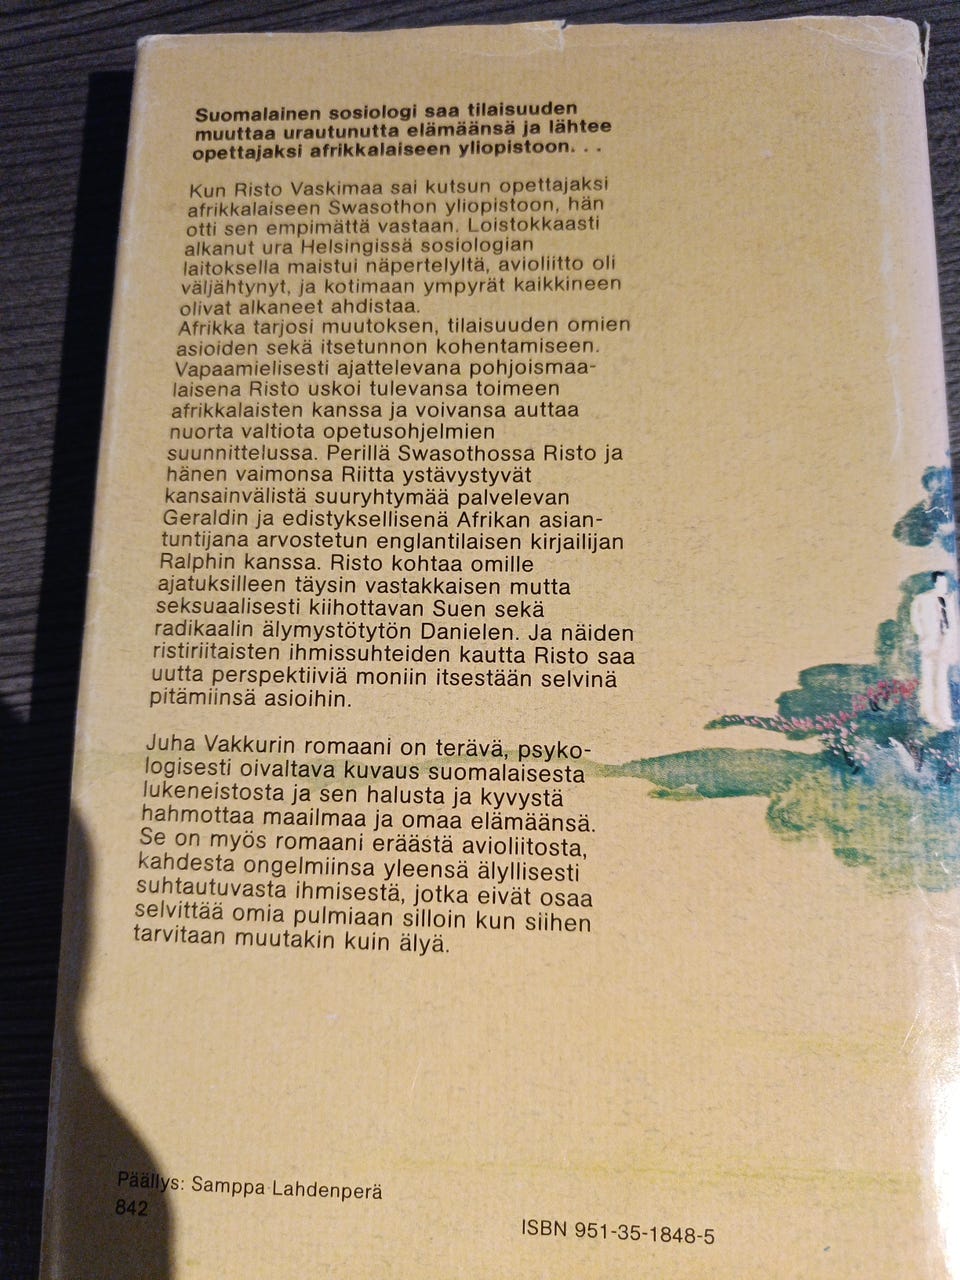 Suomalainen sosiologi saa tilaisuuden
muuttaa urautunutta elämäänsä ja lähtee
opettajaksi afrikkalaiseen yliopistoon. . .
Kun Risto Vaskimaa sai kutsun opettajaksi
afrikkalaiseen Swasothon yliopistoon, hän
otti sen empimättä vastaan. Loistokkaasti
alkanut ura Helsingissä sosiologian
laitoksella maistui näpertelyltä, avioliitto oli
väljähtynyt, ja kotimaan ympyrät kaikkineen
olivat alkaneet ahdistaa.
Afrikka tarjosi muutoksen, tilaisuuden omien
asioiden sekä itsetunnon kohentamiseen.
Vapaamielisesti ajattelevana pohjoismaa-
laisena Risto uskoi tulevansa toimeen
afrikkalaisten kanssa ja voivansa auttaa
nuorta valtiota opetusohjelmien
suunnittelussa. Perillä Swasothossa Risto ja
hänen vaimonsa Riitta ystävystyvät
kansainvälistä suuryhtymää palvelevan
Geraldin ja edistyksellisenä Afrikan asian-
tuntijana arvostetun englantilaisen kirjailijan
Ralphin kanssa. Risto kohtaa omille
ajatuksilleen täysin vastakkaisen mutta
seksuaalisesti kiihottavan Suen sekä
radikaalin älymystötytön Danielen. Ja näiden
ristiriitaisten ihmissuhteiden kautta Risto saa
uutta perspektiiviä moniin itsestään selvinä
pitämiinsä asioihin.
Juha Vakkurin romaani on terävä, psyko-
logisesti oivaltava kuvaus suomalaisesta
lukeneistosta ja sen halusta ja kyvystä
hahmottaa maailmaa ja omaa elämäänsä.
Se on myös romaani eräästä avioliitosta,
kahdesta ongelmiinsa yleensä älyllisesti
suhtautuvasta ihmisestä, jotka eivät osaa
selvittää omia pulmiaan silloin kun siihen
tarvitaan muutakin kuin älyä.
Päällys: Samppa Lahdenperä
842
ISBN 951-35-1848-5